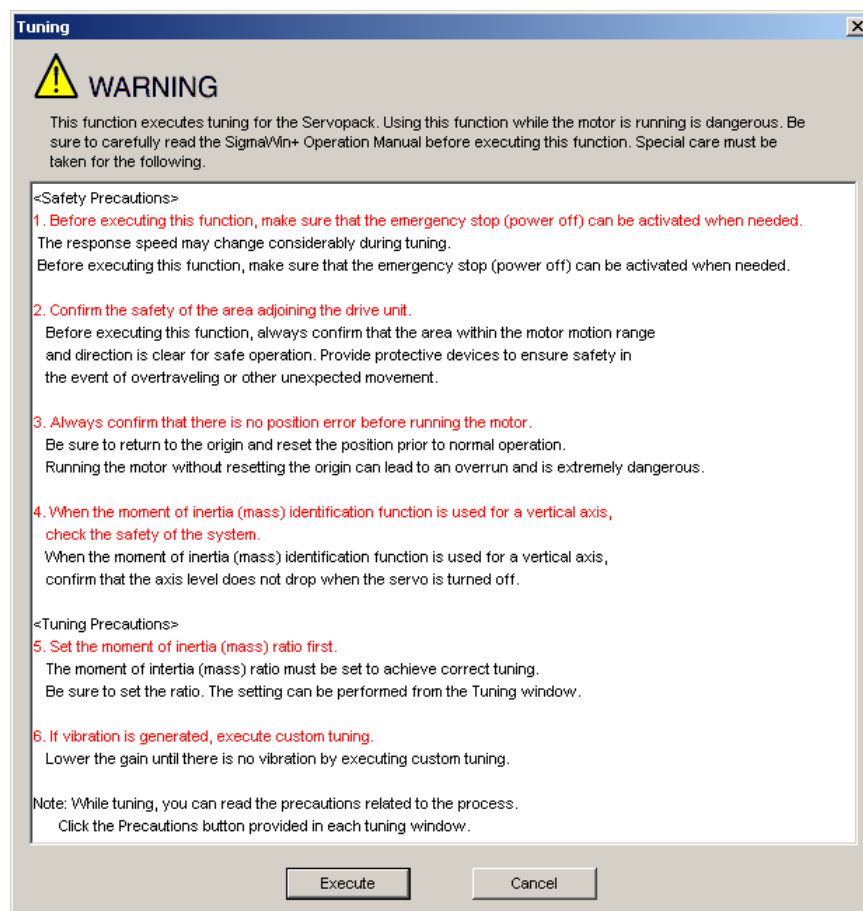 Tuning
WARNING
This function executes tuning for the Servopack. Using this function while the motor is running is dangerous. Be
sure to carefully read the SigmaWin+ Operation Manual before executing this function. Special care must be
taken for the following.
<Safety Precautions>
1. Before executing this function, make sure that the emergency stop (power off) can be activated when needed.
The response speed may change considerably during tuning.
Before executing this function, make sure that the emergency stop (power off) can be activated when needed.
2. Confirm the safety of the area adjoining the drive unit.
Before executing this function, always confirm that the area within the motor motion range
and direction is clear for safe operation. Provide protective devices to ensure safety in
the event of overtraveling or other unexpected movement.
3. Always confirm that there is no position error before running the motor.
Be sure to return to the origin and reset the position prior to normal operation.
Running the motor without resetting the origin can lead to an overrun and is extremely dangerous.
4. When the moment of inertia (mass) identification function is used for a vertical axis,
check the safety of the system.
When the moment of inertia (mass) identification function is used for a vertical axis,
confirm that the axis level does not drop when the servo is turned off.
<Tuning Precautions>
5. Set the moment of inertia (mass) ratio first.
The moment of intertia (mass) ratio must be set to achieve correct tuning.
Be sure to set the ratio. The setting can be performed from the Tuning window.
6. If vibration is generated, execute custom tuning.
Lower the gain until there is no vibration by executing custom tuning.
Note: While tuning, you can read the precautions related to the process.
Click the Precautions button provided in each tuning window.
Execute
Cancel